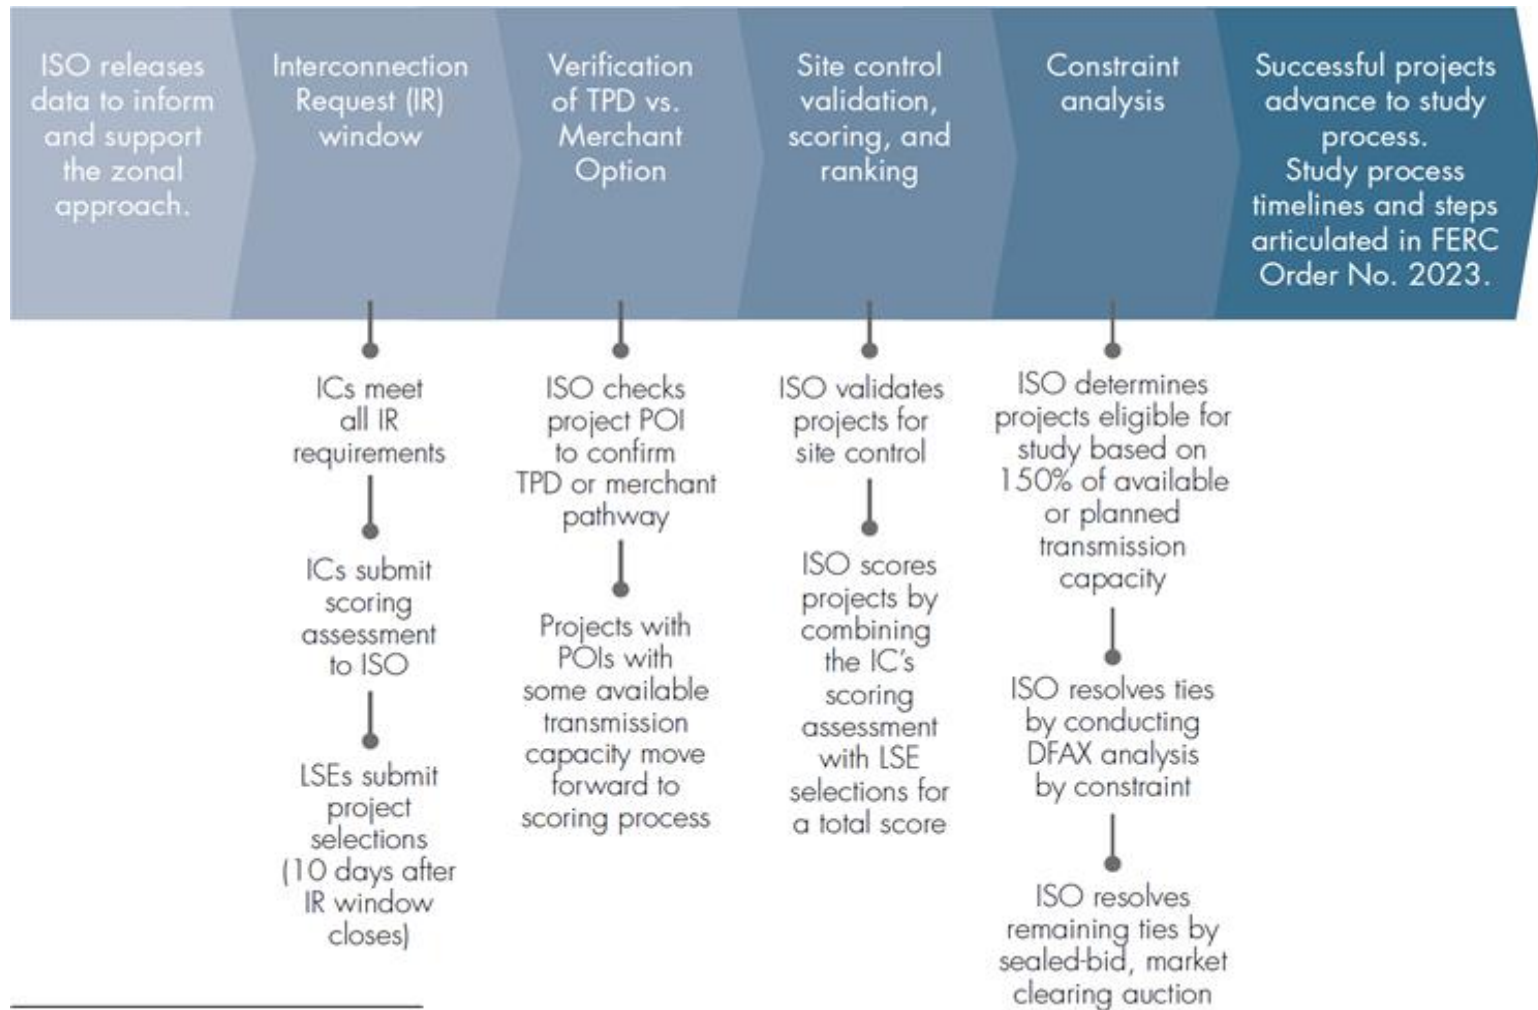 ISO releases
data to inform
and support
the zonal
approach.
Interconnection
Request (IR)
window
Verification
of TPD vs.
Merchant
Option
Site control
validation,
scoring, and
ranking
Constraint
analysis
Successful projects
advance to study
process.
Study process
timelines and steps
articulated in FERC
Order No. 2023.
ICs meet
all IR
requirements
ICs submit
scoring
assessment
to ISO
LSEs submit
project
selections
(10 days after
IR window
closes)
ISO checks
project POI
to confirm
TPD or merchant
pathway
Projects with
POIs with
some available
transmission
capacity move
forward to
scoring process
ISO validates
projects for
site control
ISO scores
projects by
combining
the IC's
scoring
assessment
with LSE
selections for
a total score
ISO determines
projects eligible for
study based on
150% of available
or planned
transmission
capacity
ISO resolves ties
by conducting
DFAX analysis
by constraint
ISO resolves
remaining ties by
sealed-bid, market
clearing auction